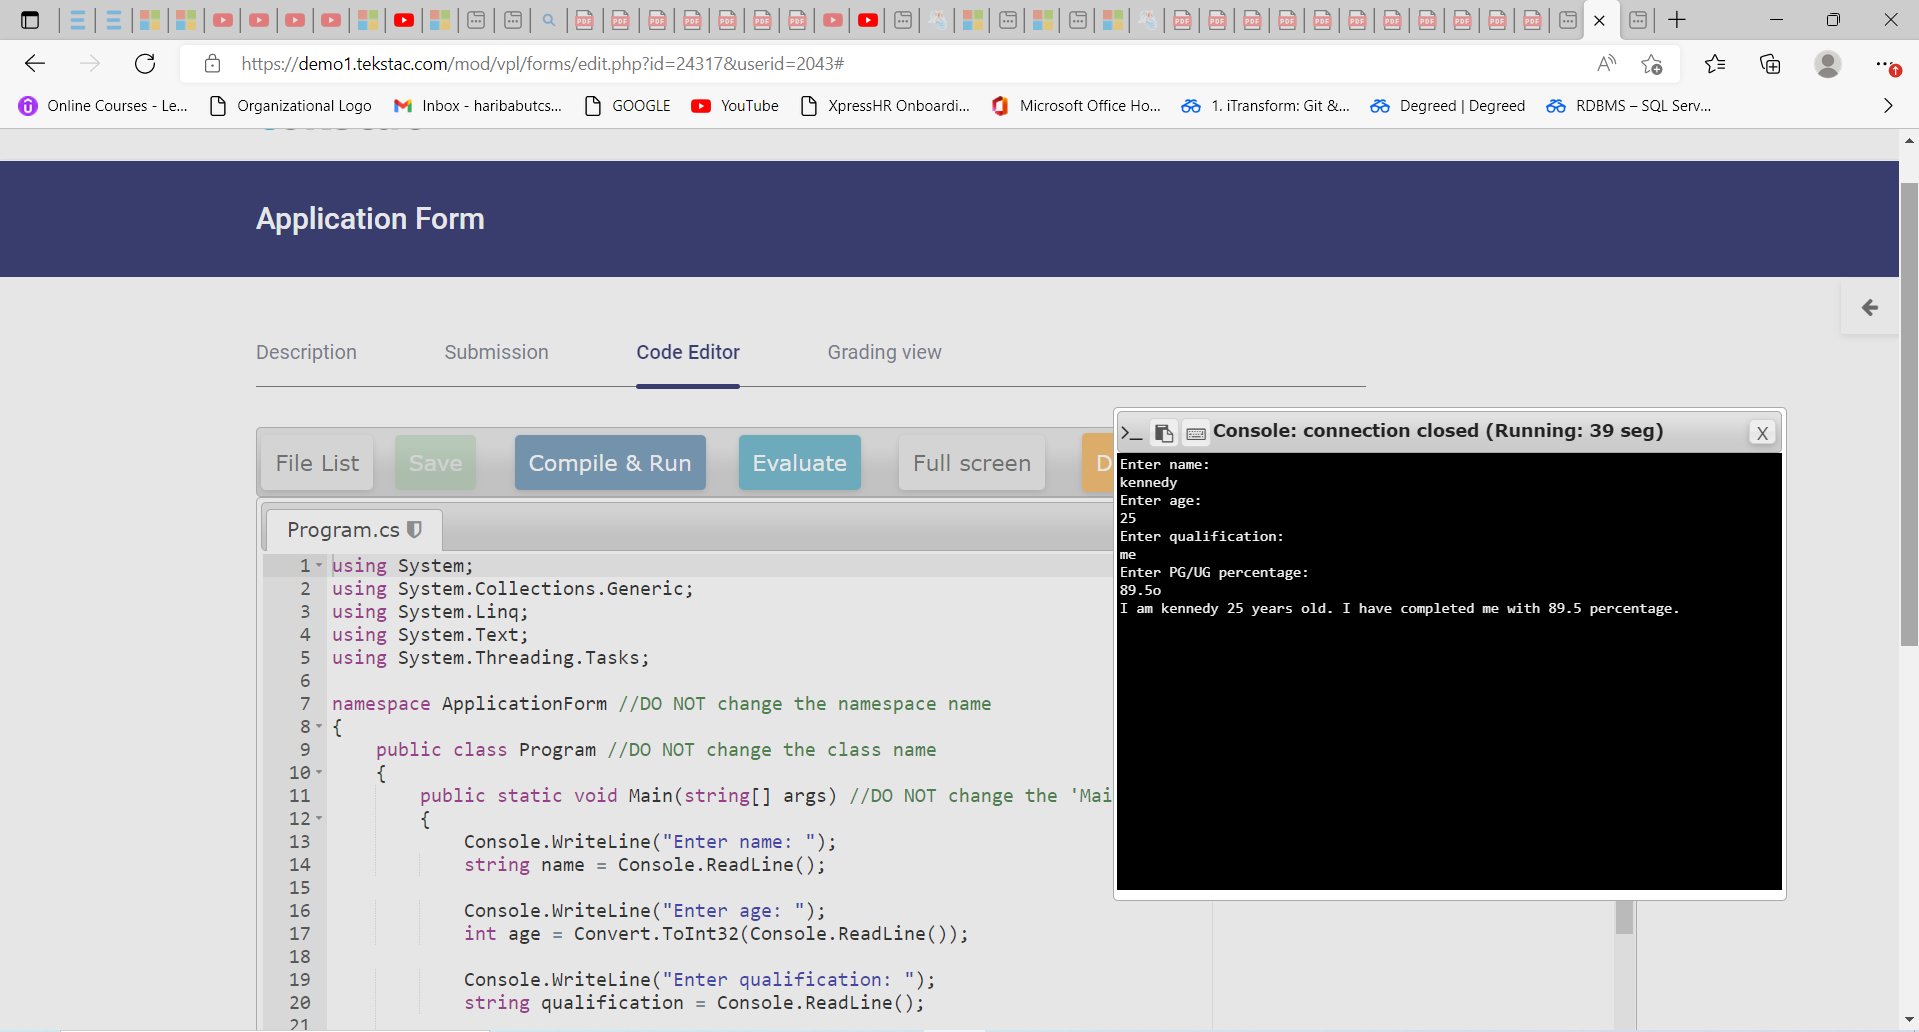 https://demo1.tekstac.com/mod/vpl/forms/edit.php?id=24317&userid=2043#
Online Courses - Le... Organizational Logo Inbox - haribabutcs... GOOGLE YouTube XpressHR Onboardi... Microsoft Office Ho... 1. iTransform: Git &... Degreed | Degreed RDBMS – SQL Serv...
Application Form
Description Submission Code Editor Grading view
File List Save Compile & Run Evaluate Full screen D
Program.cs
1 using System;
2 using System.Collections.Generic;
3 using System.Linq;
4 using System.Text;
5 using System.Threading.Tasks;
6
7 namespace ApplicationForm //DO NOT change the namespace name
8 {
9 public class Program //DO NOT change the class name
10 {
11 public static void Main(string[] args) //DO NOT change the 'Mai
12 {
13 Console.WriteLine("Enter name: ");
14 string name = Console.ReadLine();
15
16 Console.WriteLine("Enter age: ");
17 int age = Convert.ToInt32(Console.ReadLine());
18
19 Console.WriteLine("Enter qualification: ");
20 string qualification = Console.ReadLine();
21
>_ Console: connection closed (Running: 39 seg) X
Enter name:
kennedy
Enter age:
25
Enter qualification:
me
Enter PG/UG percentage:
89.5o
I am kennedy 25 years old. I have completed me with 89.5 percentage.